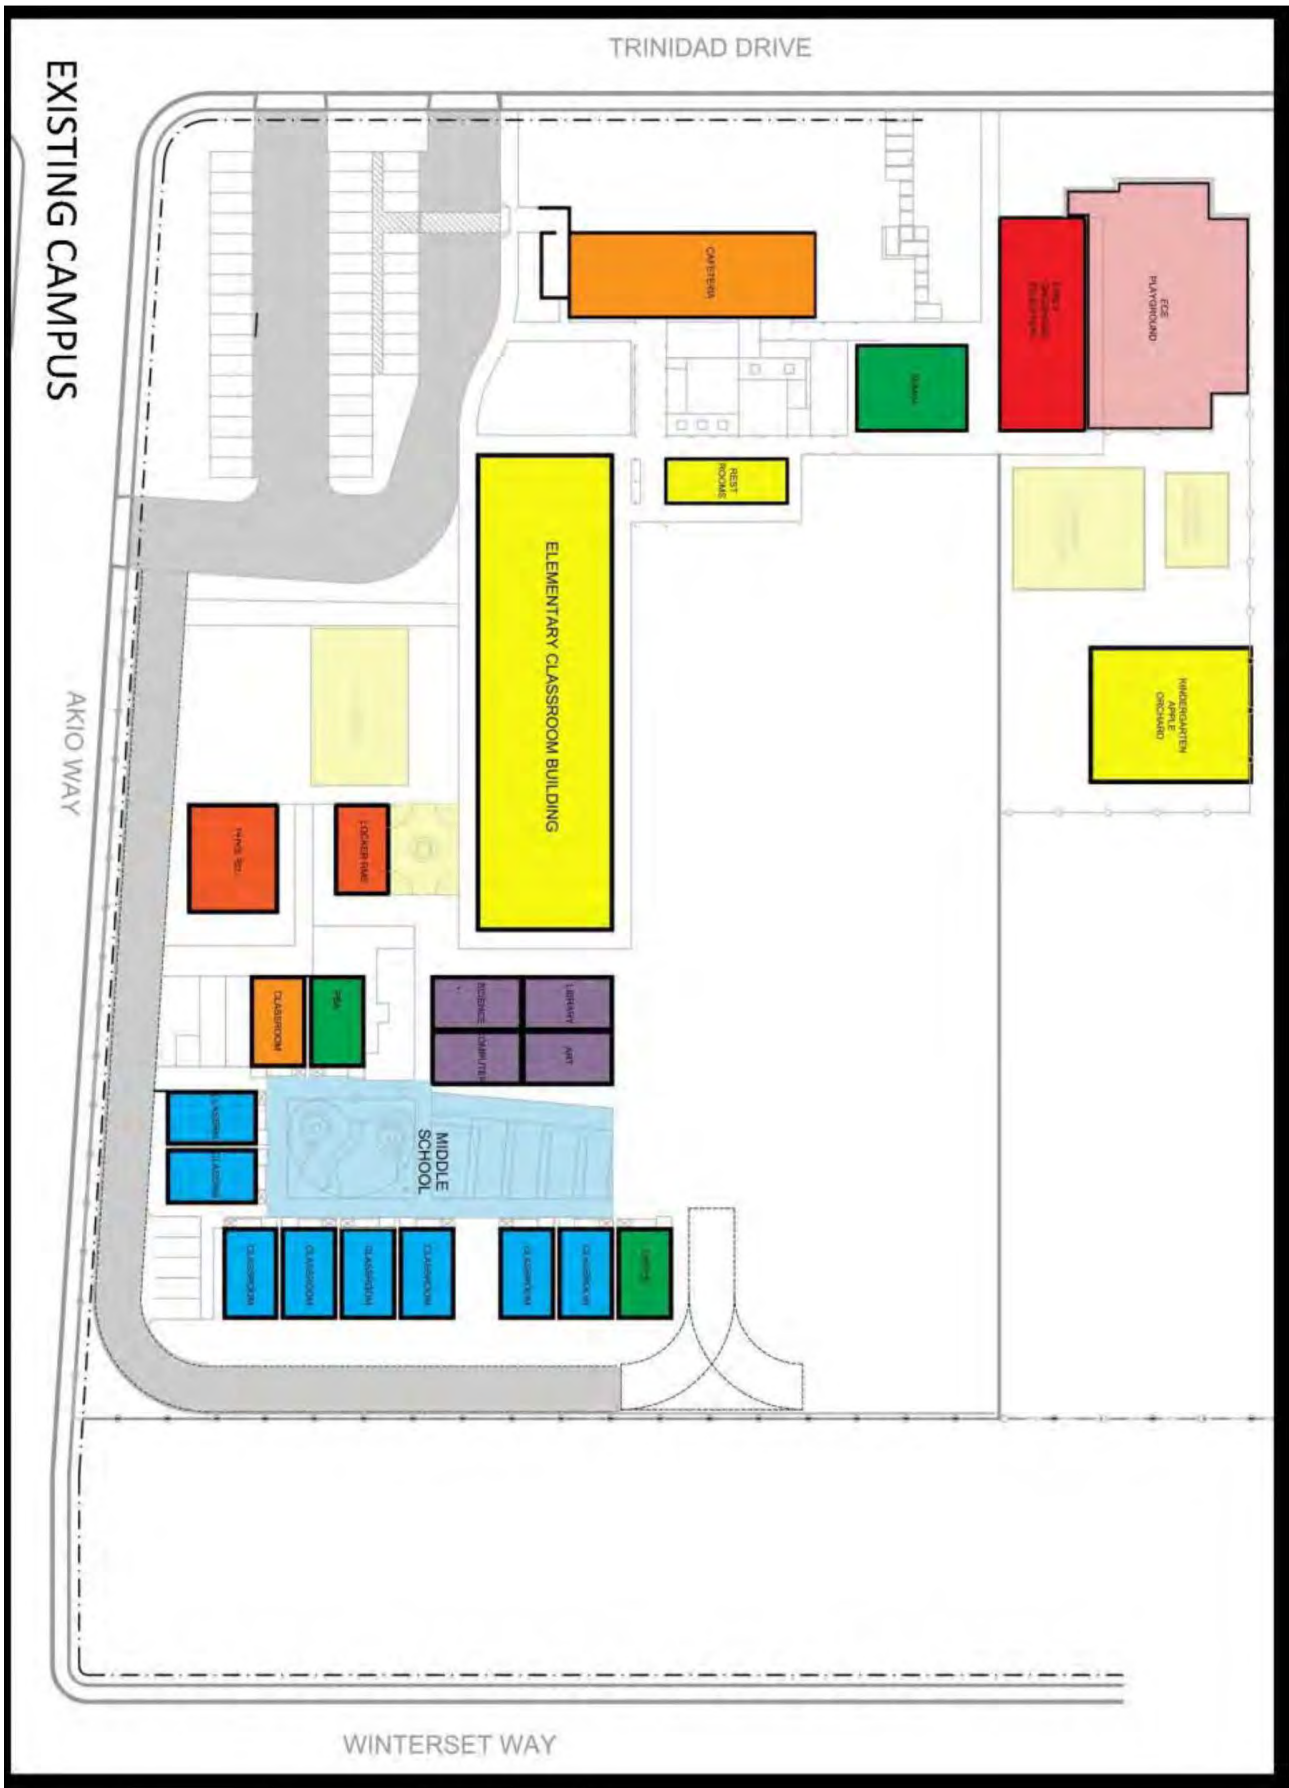 TRINIDAD DRIVE
EXISTING CAMPUS
CAFETERIA
ECE
PLAYGROUND
REST
ROOMS
ELEMENTARY CLASSROOM BUILDING
KINDERGARTEN
APPLE
ORCHARD
AKIO WAY
LOCKER RMS
CLASSROOM
SCIENCE
LIBRARY
COMPUTER
ART
MIDDLE
SCHOOL
CLASSROOM
CLASSROOM
CLASSROOM
CLASSROOM
CLASSROOM
CLASSROOM
WINTERSET WAY